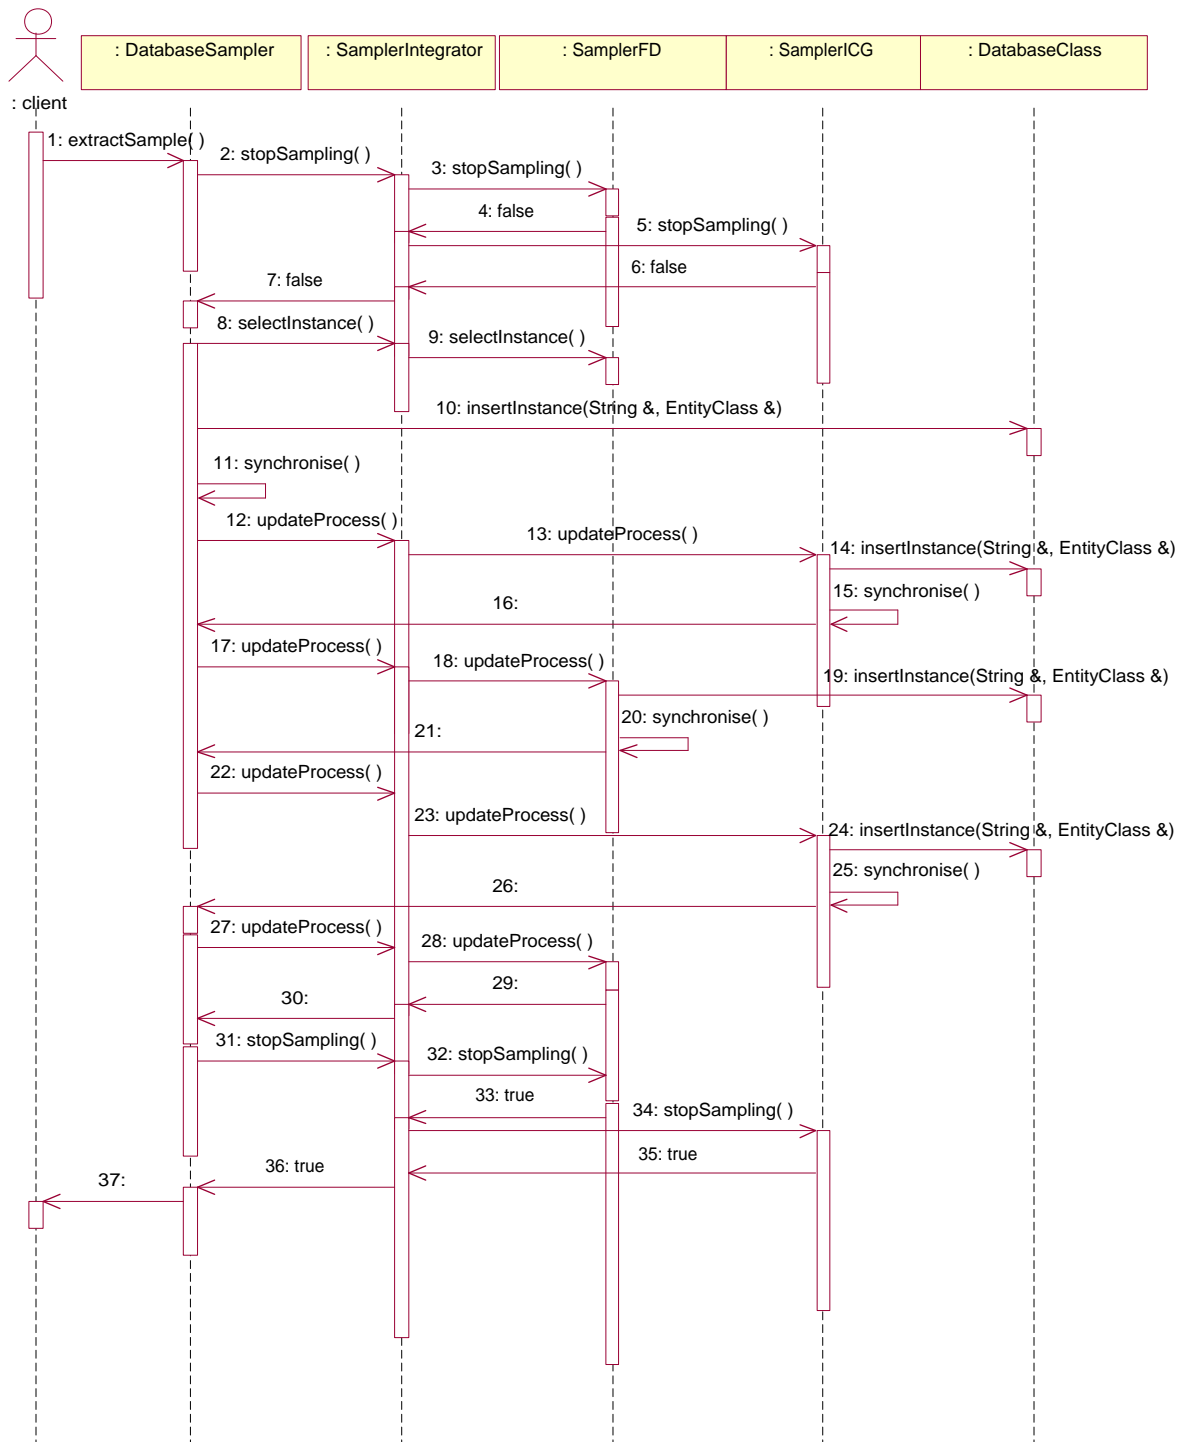 : DatabaseSampler
: SamplerIntegrator
: SamplerFD
: SamplerICG
: DatabaseClass
: client
1: extractSample( )
2: stopSampling( )
3: stopSampling( )
4: false
5: stopSampling( )
6: false
7: false
8: selectInstance( )
9: selectInstance( )
10: insertInstance(String &, EntityClass &)
11: synchronise( )
12: updateProcess( )
13: updateProcess( )
14: insertInstance(String &, EntityClass &)
15: synchronise( )
16:
17: updateProcess( )
18: updateProcess( )
19: insertInstance(String &, EntityClass &)
20: synchronise( )
21:
22: updateProcess( )
23: updateProcess( )
24: insertInstance(String &, EntityClass &)
25: synchronise( )
26:
27: updateProcess( )
28: updateProcess( )
29:
30:
31: stopSampling( )
32: stopSampling( )
33: true
34: stopSampling( )
35: true
36: true
37: